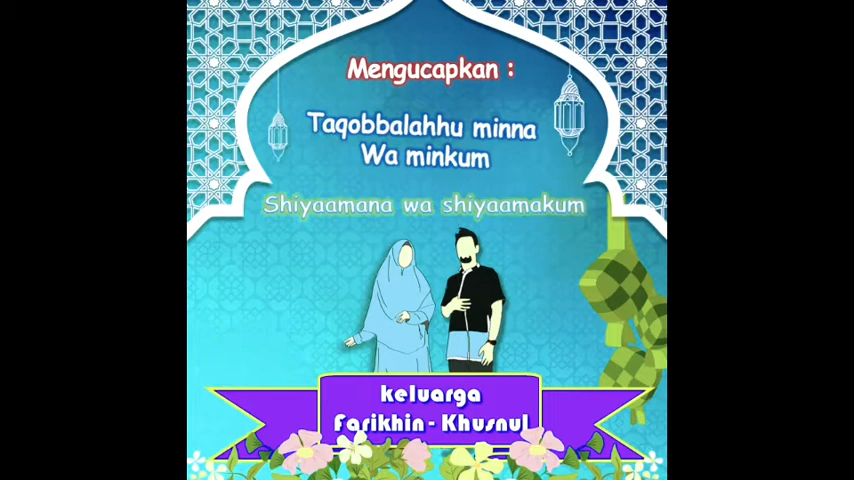 Mengucapkan :
Taqobbalahhu minna
Wa minkum
Shiyaamana wa shiyaamakum
keluarga
Farikhin - Khusnul